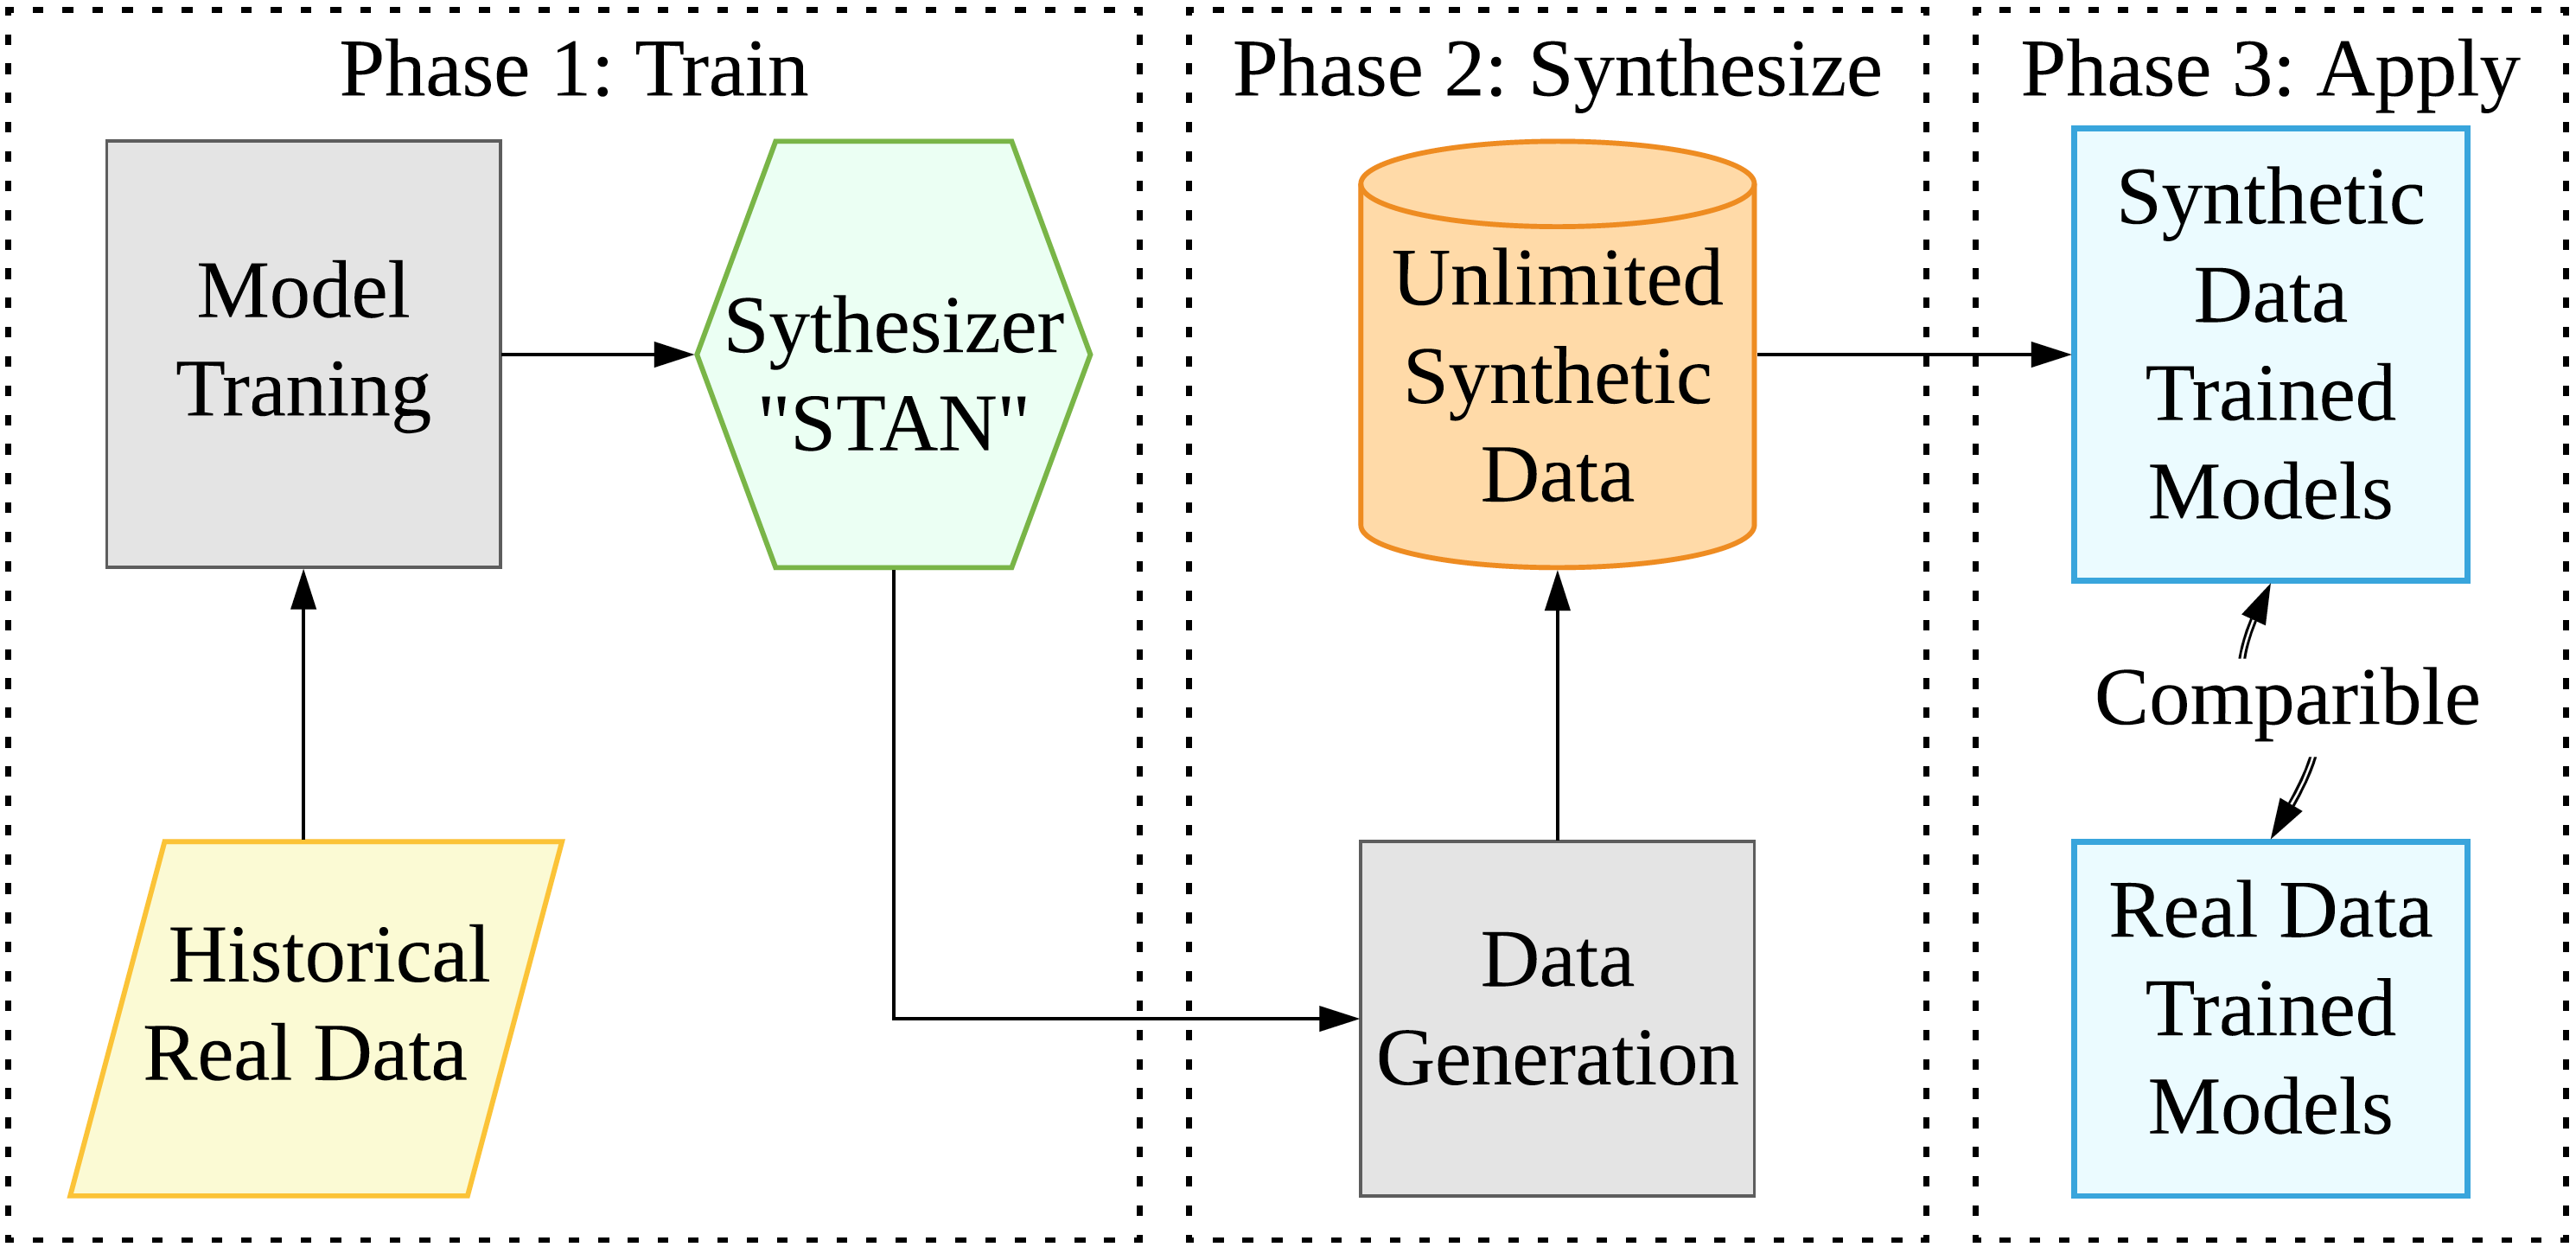 Phase 1: Train
Model
Traning
Sythesizer
"STAN"
Historical
Real Data
Phase 2: Synthesize
Unlimited
Synthetic
Data
Data
Generation
Phase 3: Apply
Synthetic
Data
Trained
Models
Comparible
Real Data
Trained
Models